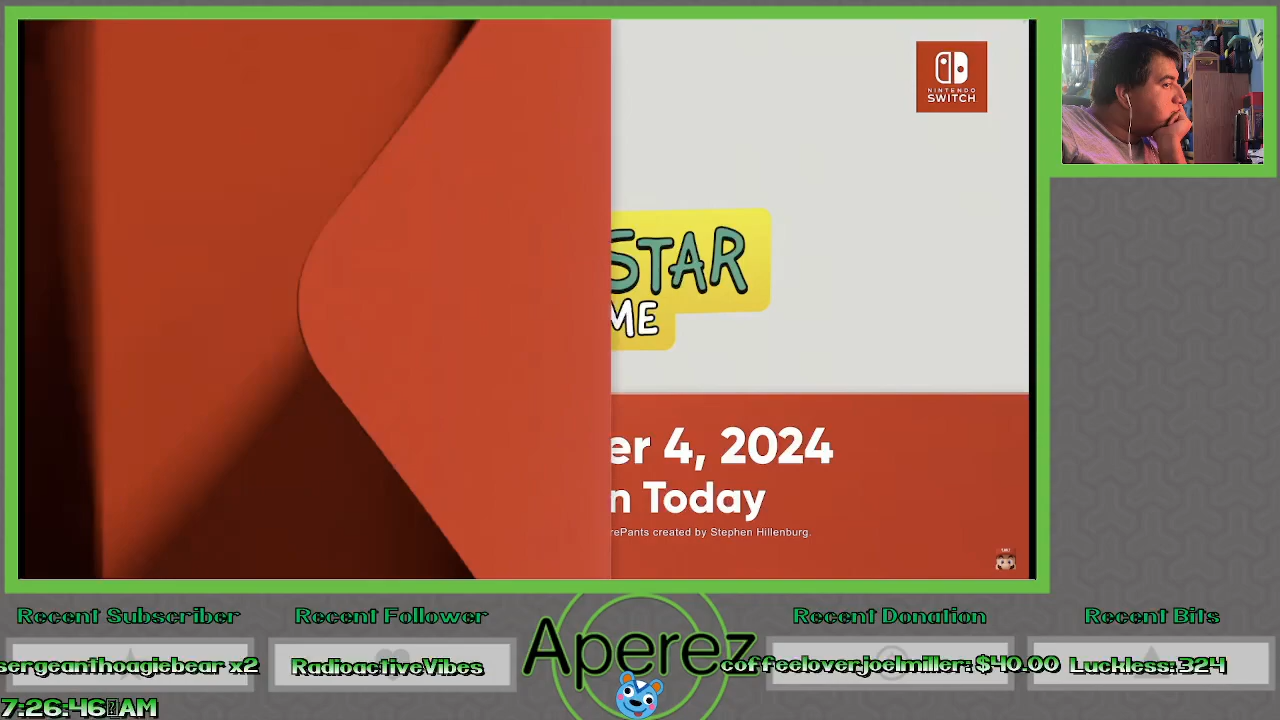 NINTENDO
SWITCH
STAR
ME
er 4, 2024
n Today
rePants created by Stephen Hillenburg.
Recent Subscriber
Recent Follower
Recent Donation
Recent Bits
sergeanthoagiebear x2
RadioactiveVibes
Aperez
coffeeloverjoelmiller: $40.00
Luckless: 324
7:26:46 AM